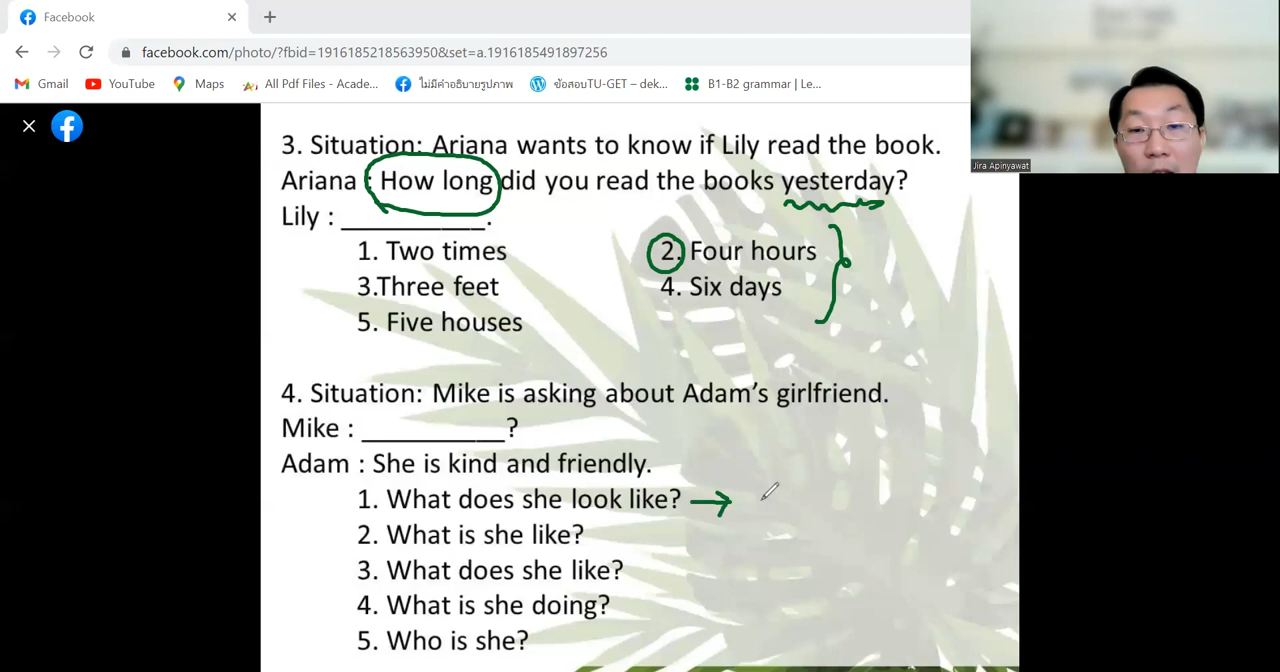 Facebook
facebook.com/photo/?fbid=1916185218563950&set=a.1916185491897256
Gmail YouTube Maps All Pdf Files - Acade... ไม่มีคำอธิบายรูปภาพ ข้อสอบTU-GET – dek... B1-B2 grammar | Le...
Jira Apinyawat
3. Situation: Ariana wants to know if Lily read the book.
Ariana : How long did you read the books yesterday?
Lily : __________.
1. Two times 2. Four hours
3.Three feet 4. Six days
5. Five houses
4. Situation: Mike is asking about Adam's girlfriend.
Mike : __________?
Adam : She is kind and friendly.
1. What does she look like?
2. What is she like?
3. What does she like?
4. What is she doing?
5. Who is she?